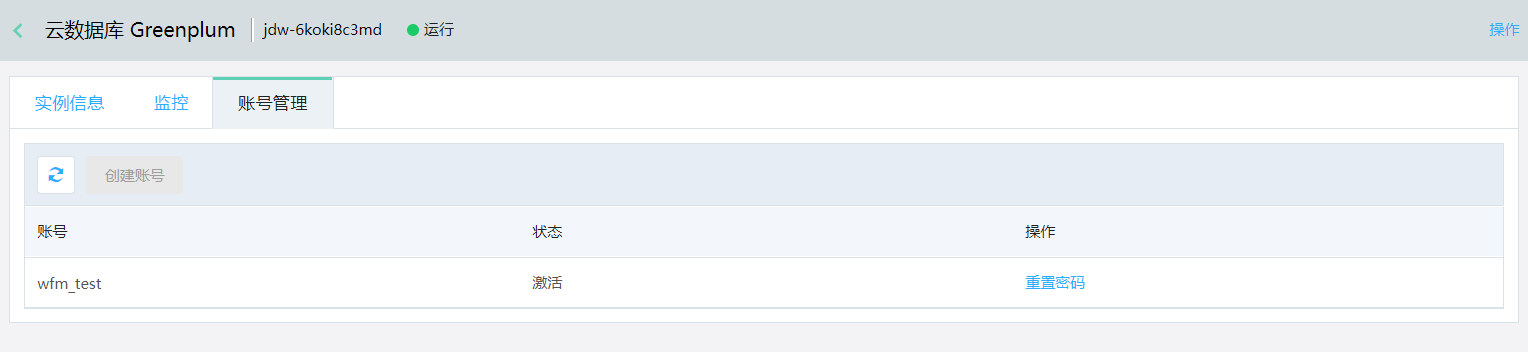 云数据库 Greenplum jdw-6koki8c3md 运行 操作
实例信息 监控 账号管理
创建账号
账号 状态 操作
wfm_test 激活 重置密码